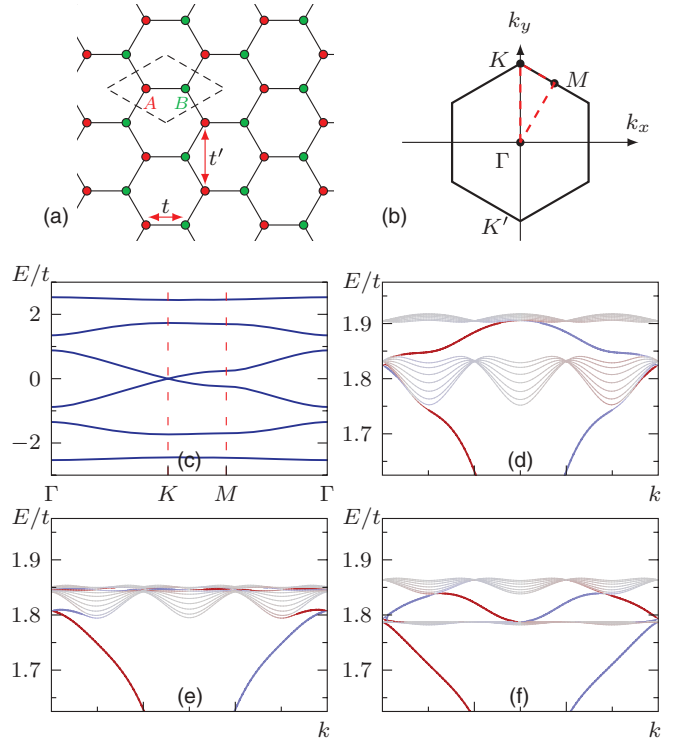 A B
t′
t
(a)
k_y
K
M
k_x
Γ
K′
(b)
E/t
2
0
−2
(c)
Γ K M Γ
E/t
1.9
1.8
1.7
(d)
k
E/t
1.9
1.8
1.7
(e)
k
E/t
1.9
1.8
1.7
(f)
k